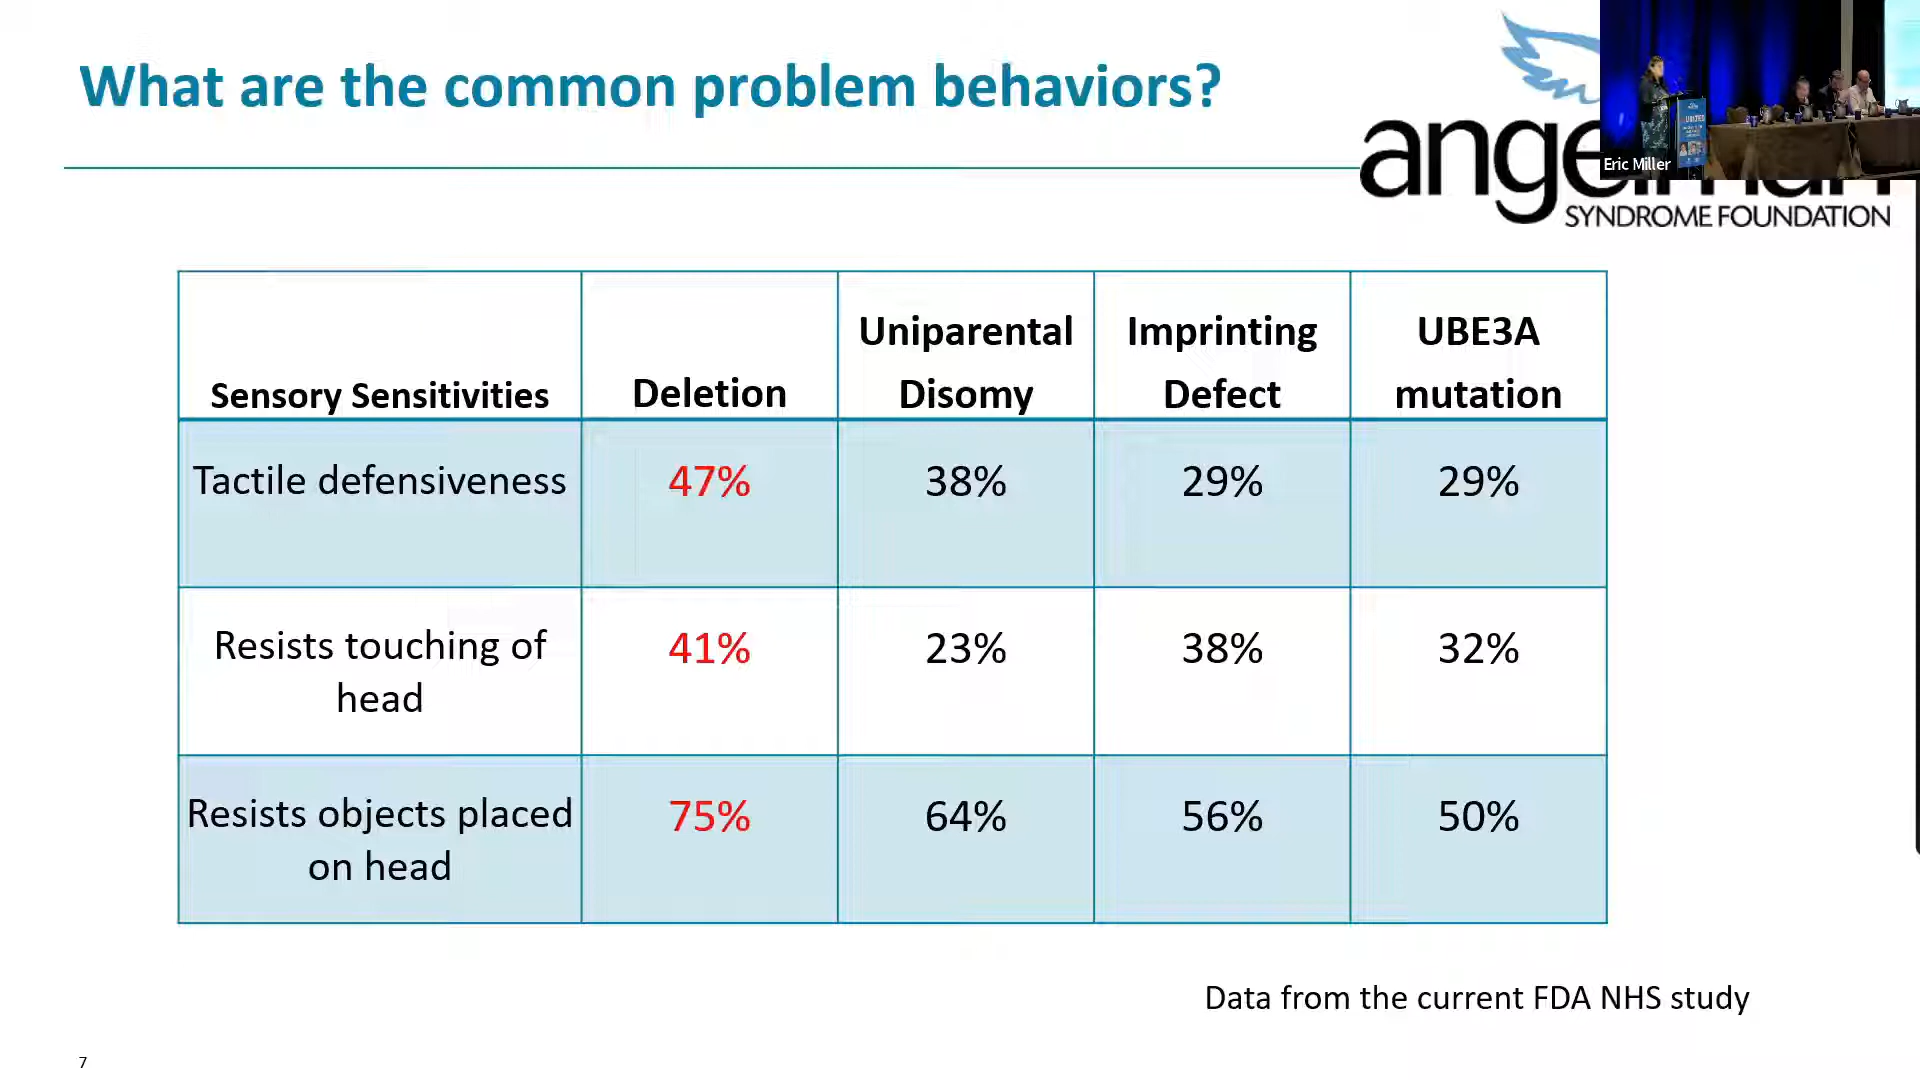 What are the common problem behaviors?
Eric Miller
SYNDROME FOUNDATION
Sensory Sensitivities
Deletion
Uniparental
Disomy
Imprinting
Defect
UBE3A
mutation
Tactile defensiveness
47%
38%
29%
29%
Resists touching of
head
41%
23%
38%
32%
Resists objects placed
on head
75%
64%
56%
50%
Data from the current FDA NHS study
7